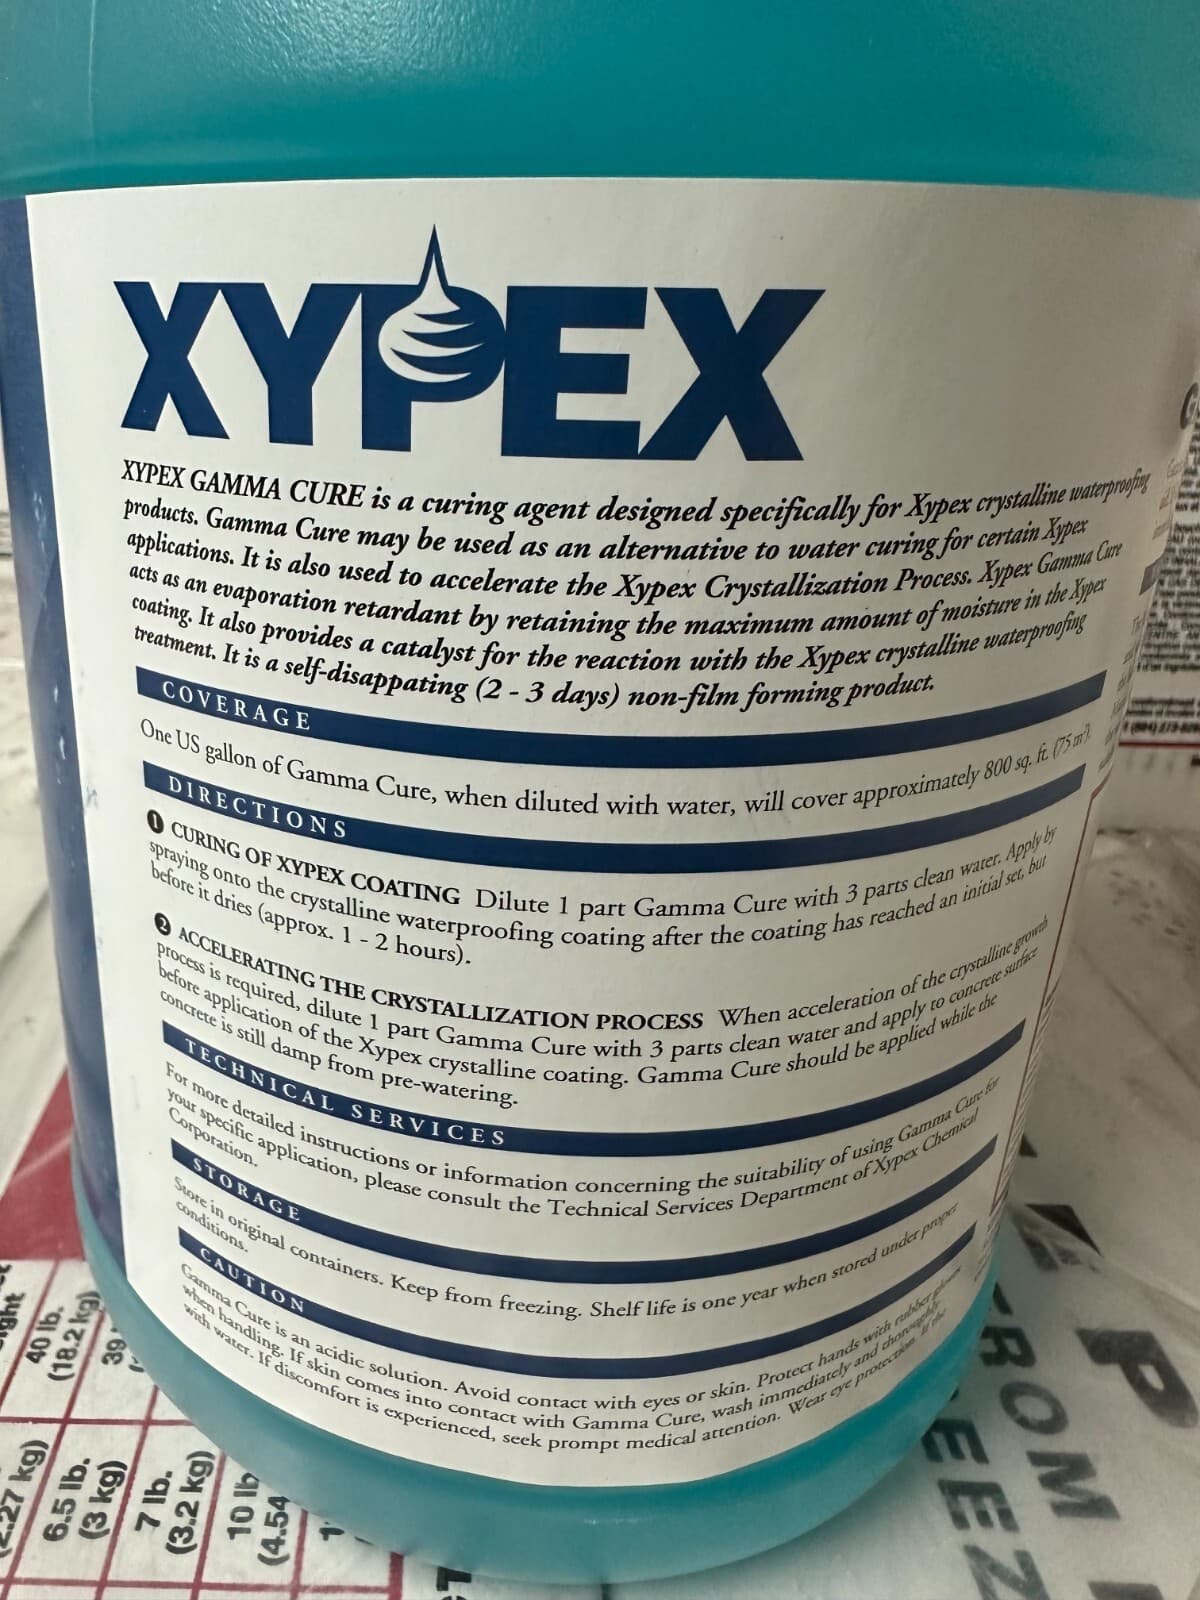 XYPEX
XYPEX GAMMA CURE is a curing agent designed specifically for Xypex crystalline waterproofing
products. Gamma Cure may be used as an alternative to water curing for certain Xypex
applications. It is also used to accelerate the Xypex Crystallization Process. Xypex Gamma Cure
acts as an evaporation retardant by retaining the maximum amount of moisture in the Xypex
coating. It also provides a catalyst for the reaction with the Xypex crystalline waterproofing
treatment. It is a self-disappating (2 - 3 days) non-film forming product.
COVERAGE
One US gallon of Gamma Cure, when diluted with water, will cover approximately 800 sq. ft. (75 m²).
DIRECTIONS
❶ CURING OF XYPEX COATING Dilute 1 part Gamma Cure with 3 parts clean water. Apply by
spraying onto the crystalline waterproofing coating after the coating has reached an initial set, but
before it dries (approx. 1 - 2 hours).
❷ ACCELERATING THE CRYSTALLIZATION PROCESS When acceleration of the crystalline growth
process is required, dilute 1 part Gamma Cure with 3 parts clean water and apply to concrete surface
before application of the Xypex crystalline coating. Gamma Cure should be applied while the
concrete is still damp from pre-watering.
TECHNICAL SERVICES
For more detailed instructions or information concerning the suitability of using Gamma Cure for
your specific application, please consult the Technical Services Department of Xypex Chemical
Corporation.
STORAGE
Store in original containers. Keep from freezing. Shelf life is one year when stored under proper
conditions.
CAUTION
Gamma Cure is an acidic solution. Avoid contact with eyes or skin. Protect hands with rubber gloves
when handling. If skin comes into contact with Gamma Cure, wash immediately and thoroughly
with water. If discomfort is experienced, seek prompt medical attention. Wear eye protection. If the
40 lb.
(18.2 kg)
39
6.5 lb.
(3 kg)
7 lb.
(3.2 kg)
10 lb
(4.54